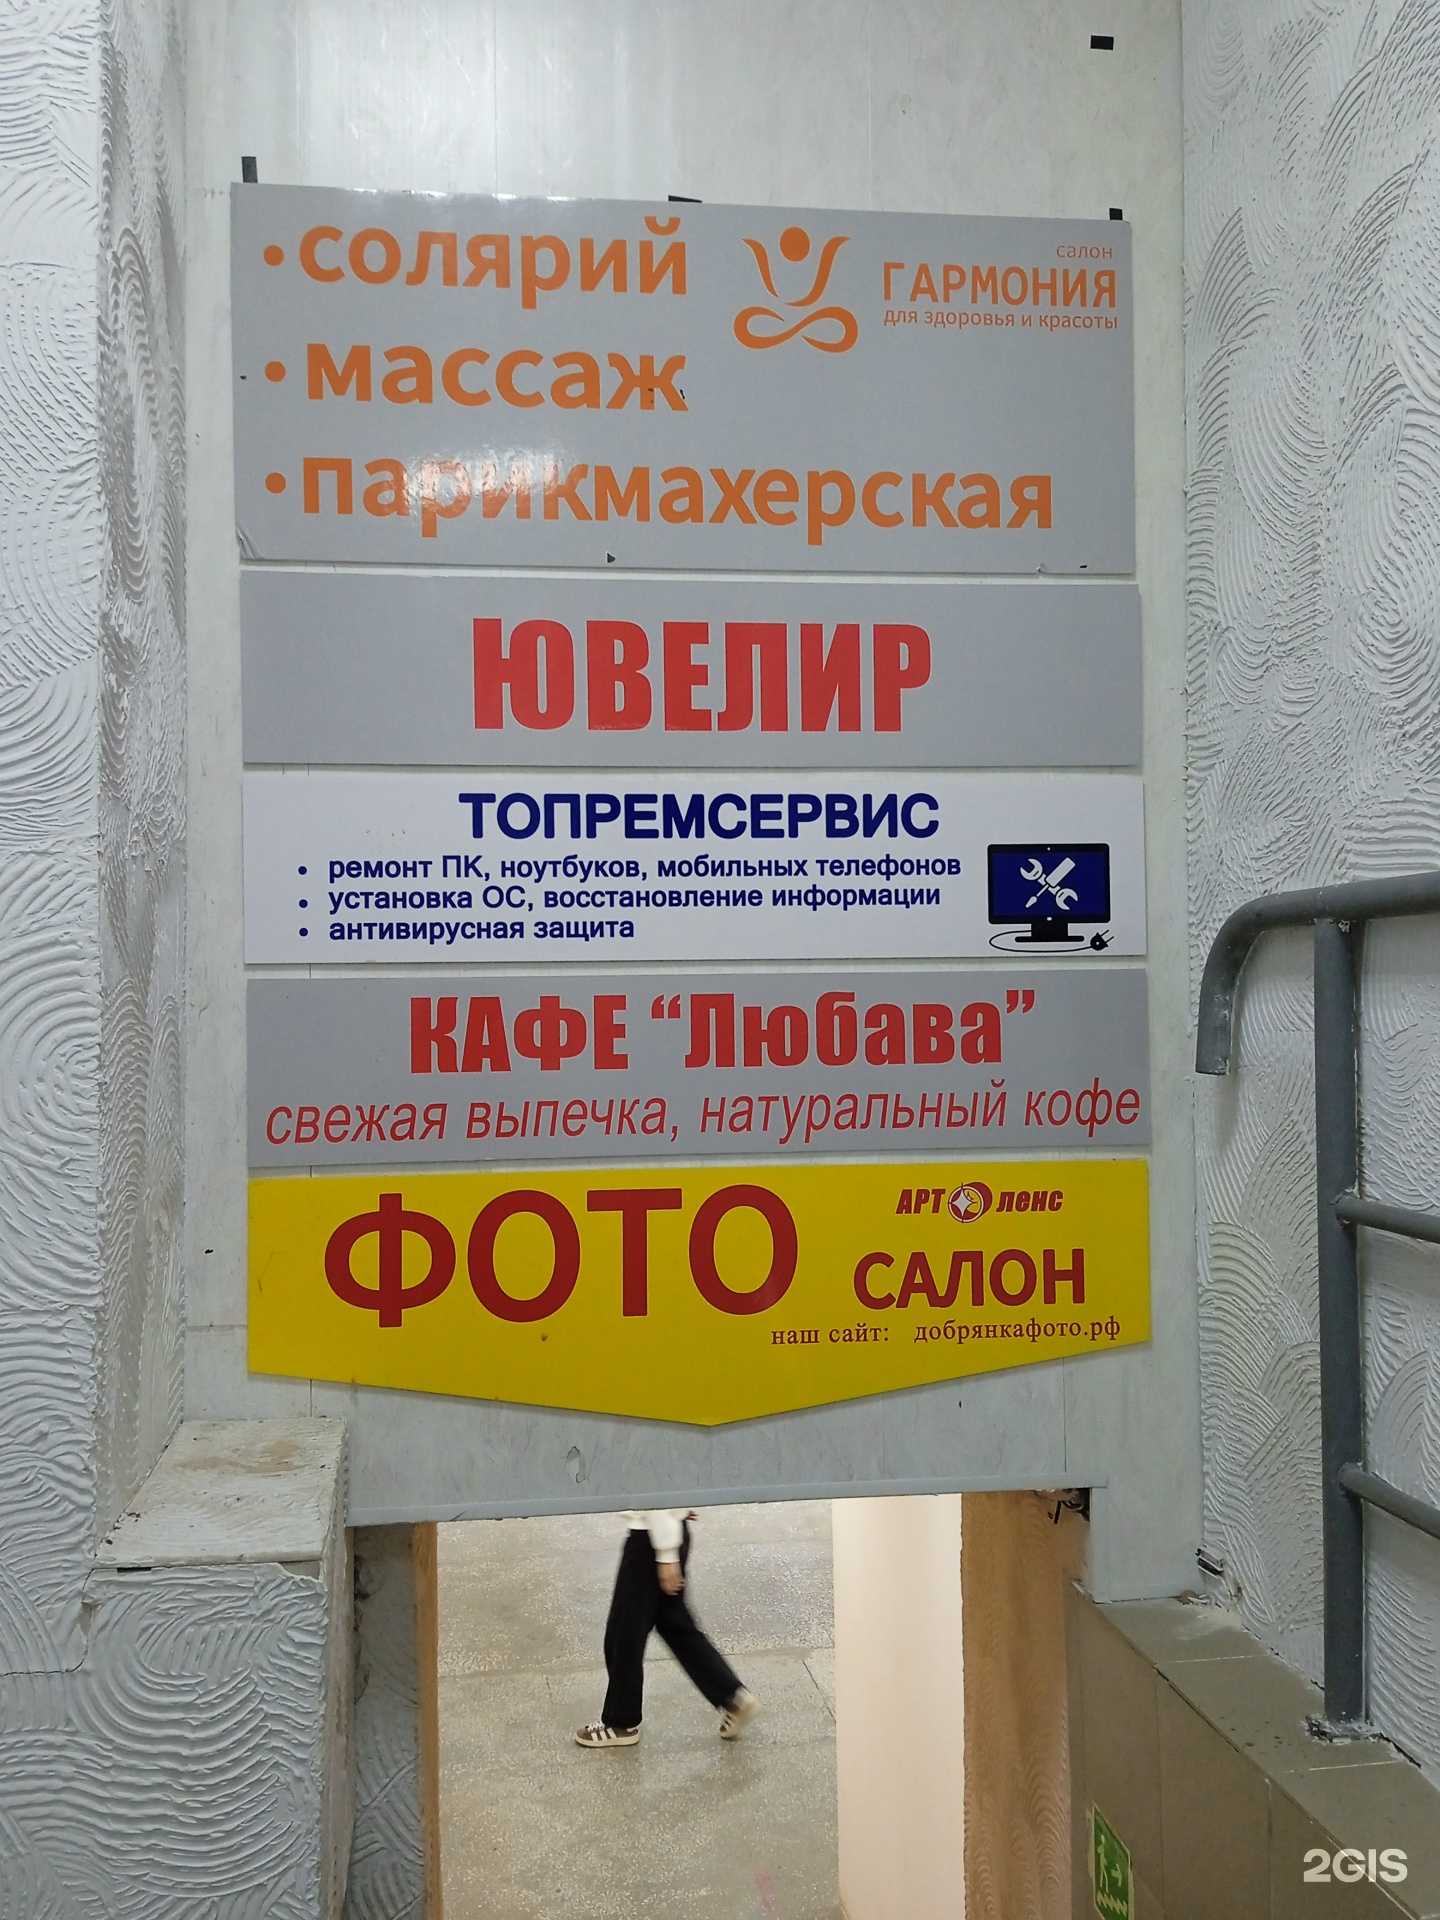 • солярий
салон
ГАРМОНИЯ
для здоровья и красоты
• массаж
• парикмахерская
ЮВЕЛИР
ТОПРЕМСЕРВИС
• ремонт ПК, ноутбуков, мобильных телефонов
• установка ОС, восстановление информации
• антивирусная защита
КАФЕ “Любава”
свежая выпечка, натуральный кофе
ФОТО
АРТ ленс
САЛОН
наш сайт: добрянкафото.рф
2GIS